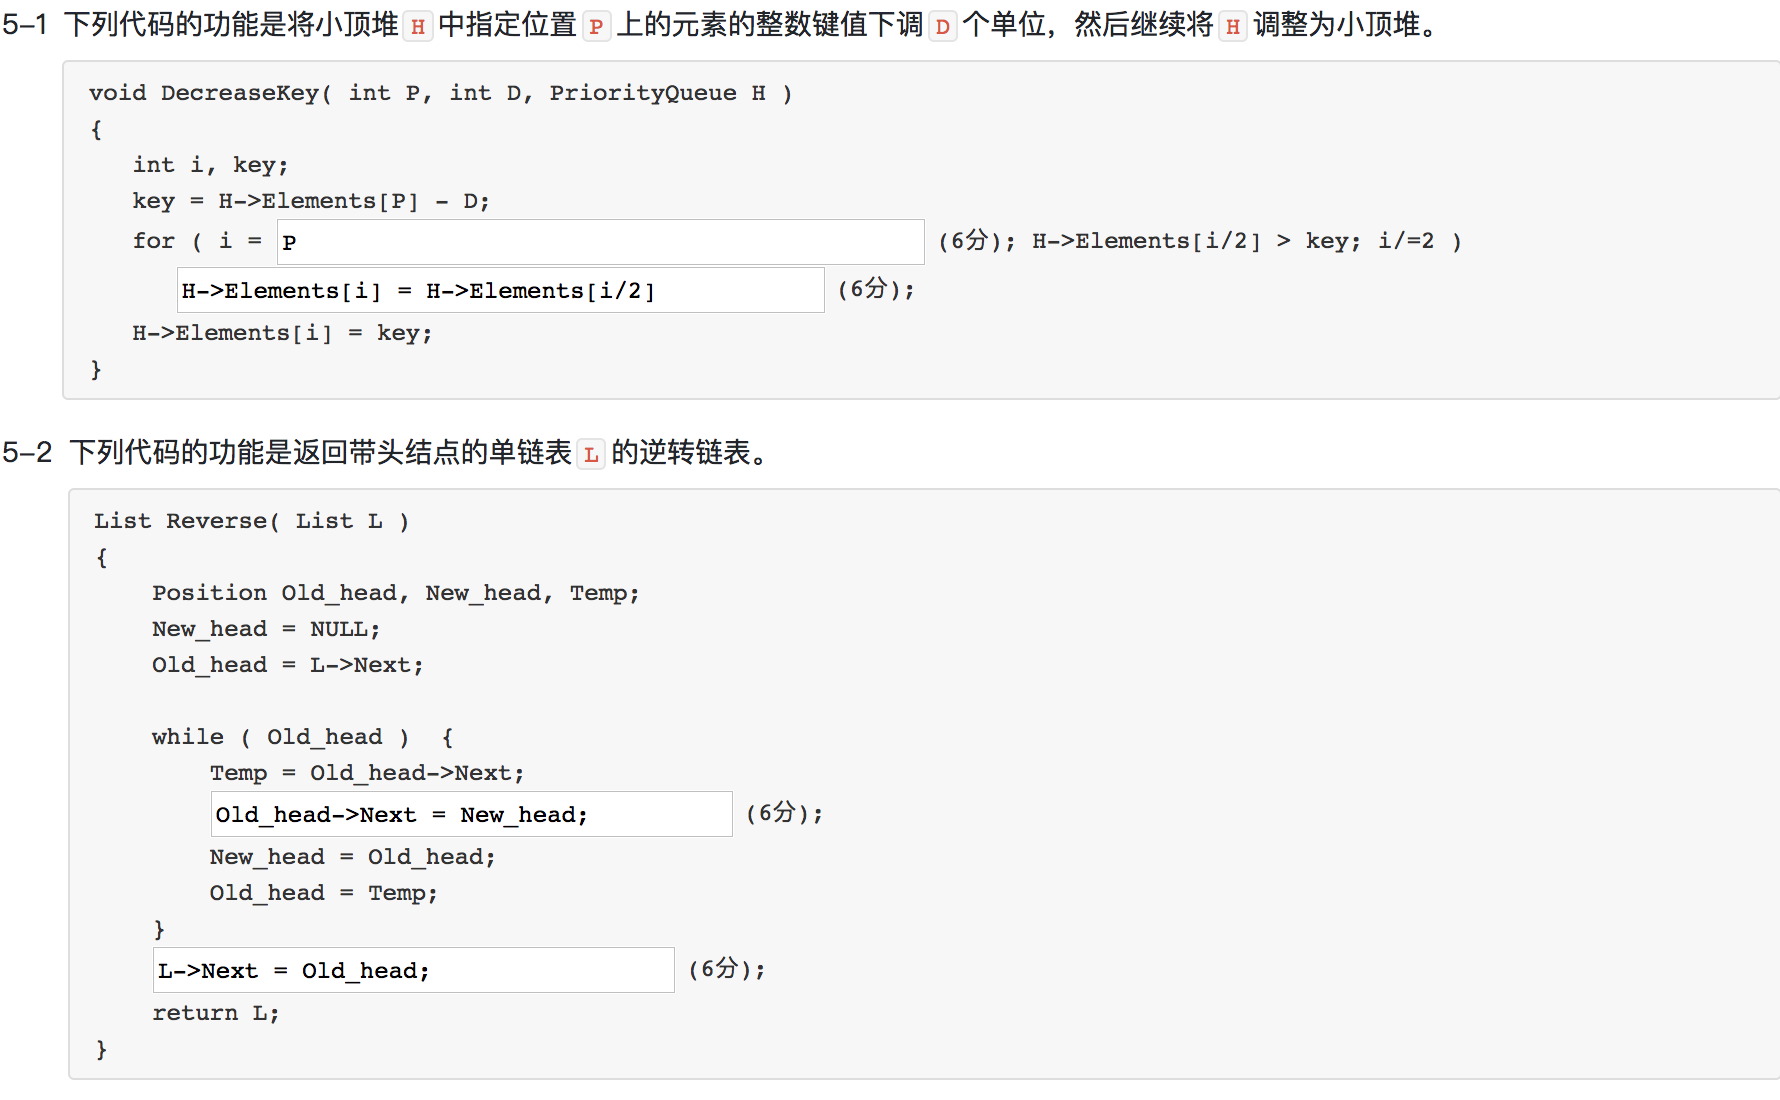 5-1 下列代码的功能是将小顶堆 H 中指定位置 P 上的元素的整数键值下调 D 个单位，然后继续将 H 调整为小顶堆。
void DecreaseKey( int P, int D, PriorityQueue H )
{
int i, key;
key = H->Elements[P] - D;
for ( i = P (6分); H->Elements[i/2] > key; i/=2 )
H->Elements[i] = H->Elements[i/2] (6分);
H->Elements[i] = key;
}
5-2 下列代码的功能是返回带头结点的单链表 L 的逆转链表。
List Reverse( List L )
{
Position Old_head, New_head, Temp;
New_head = NULL;
Old_head = L->Next;
while ( Old_head ) {
Temp = Old_head->Next;
Old_head->Next = New_head; (6分);
New_head = Old_head;
Old_head = Temp;
}
L->Next = Old_head; (6分);
return L;
}